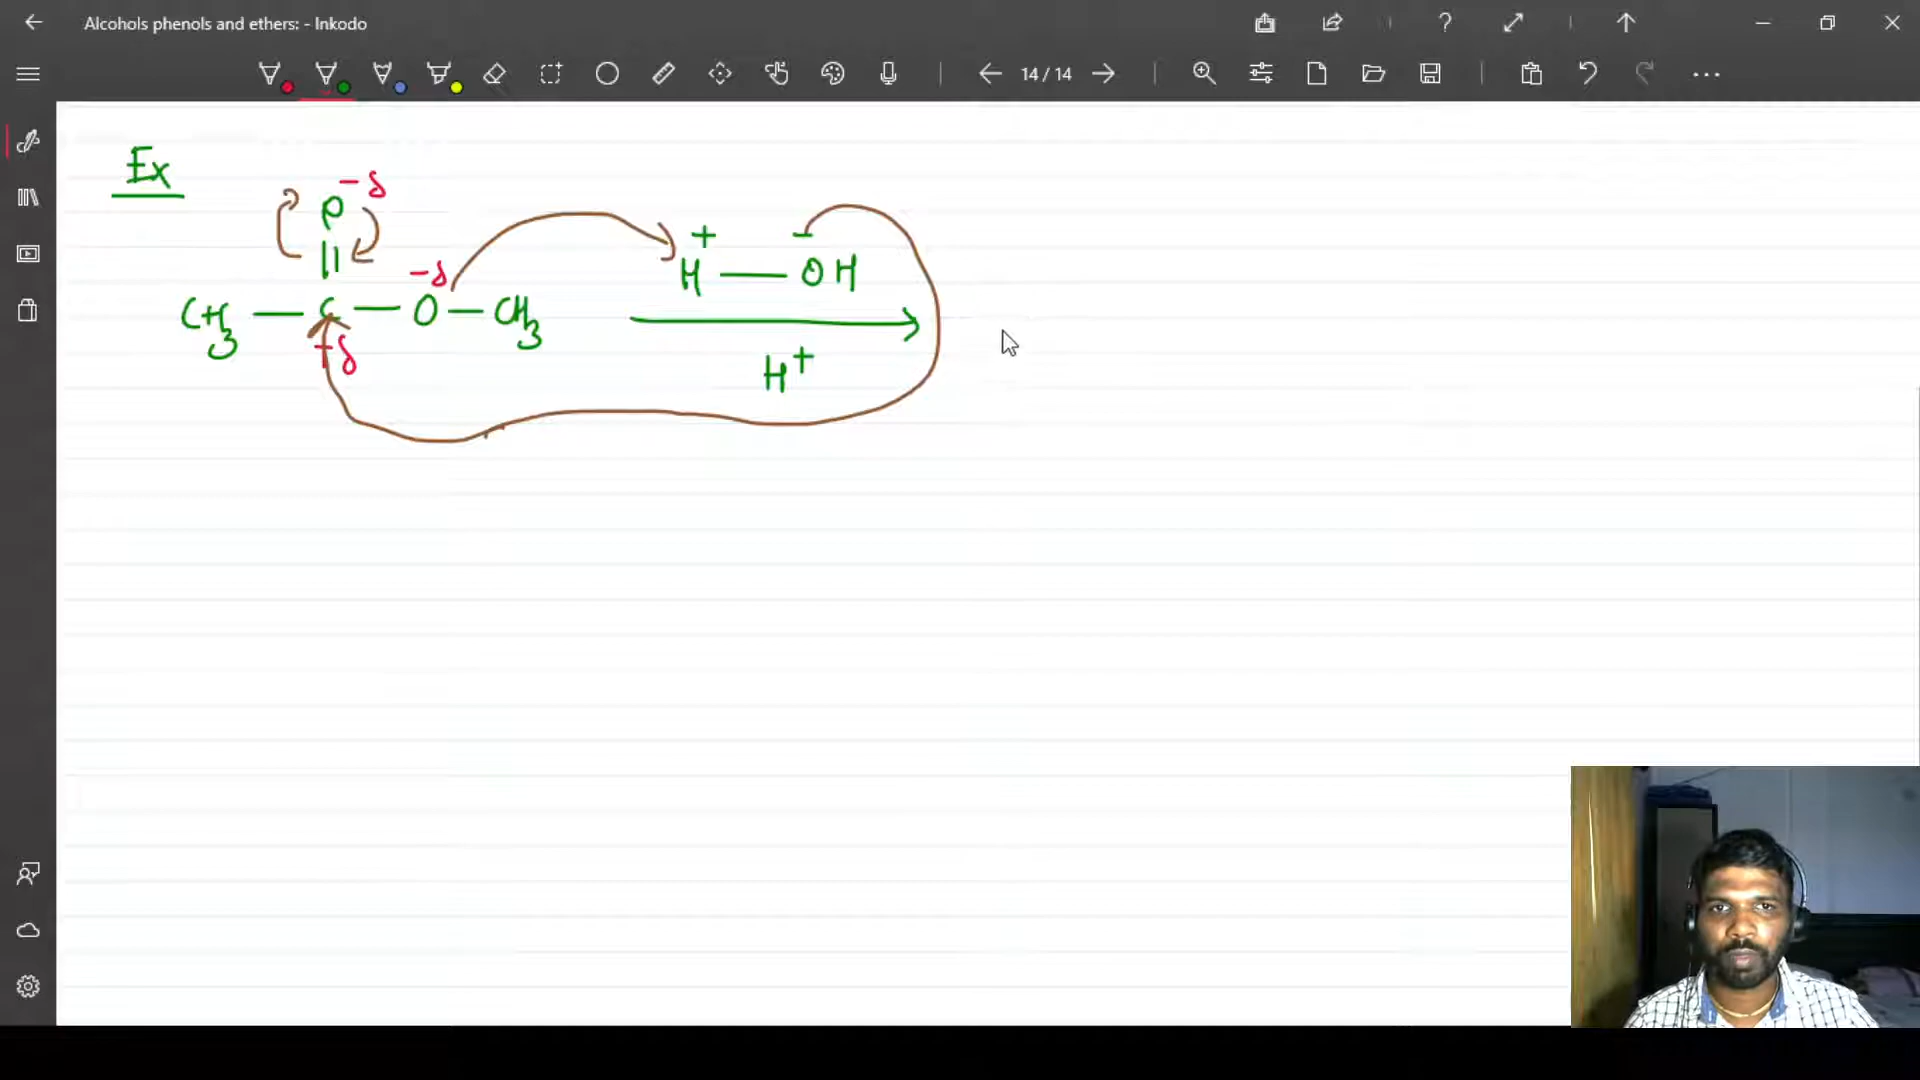 Alcohols phenols and ethers: - Inkodo
14 / 14
Ex
O -δ
||
CH3 — C — O — CH3
+δ
-δ
+ -
H — OH
H+